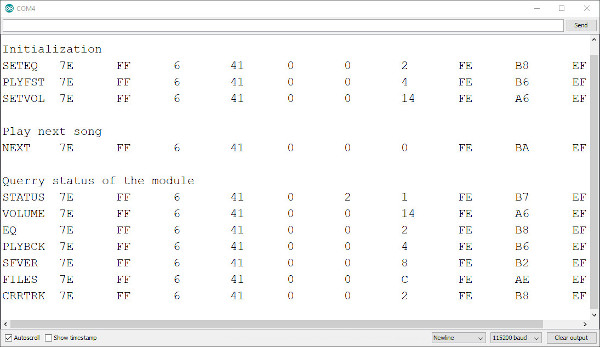 COM4
Send
Initialization
SETEQ 7E FF 6 41 0 0 2 FE B8 EF
PLYFST 7E FF 6 41 0 0 4 FE B6 EF
SETVOL 7E FF 6 41 0 0 14 FE A6 EF
Play next song
NEXT 7E FF 6 41 0 0 0 FE BA EF
Querry status of the module
STATUS 7E FF 6 41 0 2 1 FE B7 EF
VOLUME 7E FF 6 41 0 0 14 FE A6 EF
EQ 7E FF 6 41 0 0 2 FE B8 EF
PLYBCK 7E FF 6 41 0 0 4 FE B6 EF
SFVER 7E FF 6 41 0 0 8 FE B2 EF
FILES 7E FF 6 41 0 0 C FE AE EF
CRRTRK 7E FF 6 41 0 0 2 FE B8 EF
Autoscroll Show timestamp Newline 115200 baud Clear output